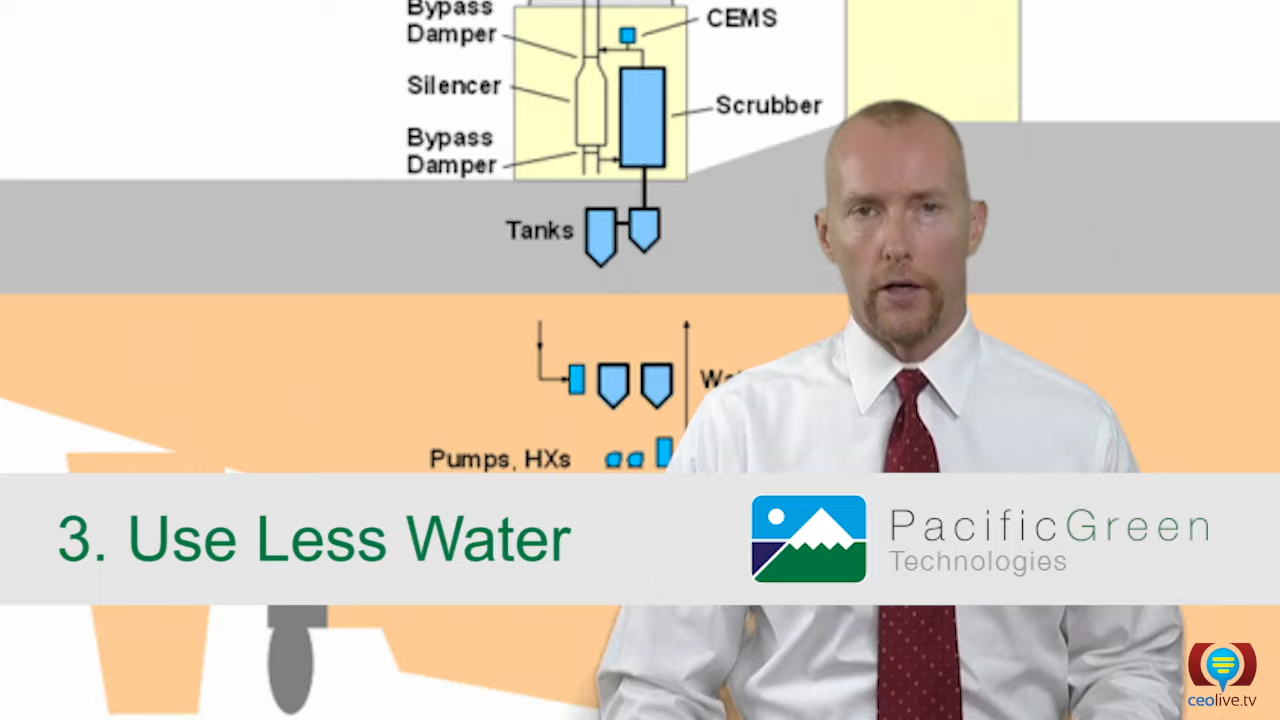 Bypass
Damper
CEMS
Silencer
Scrubber
Bypass
Damper
Tanks
Pumps, HXs
3. Use Less Water
PacificGreen
Technologies
ceolive.tv